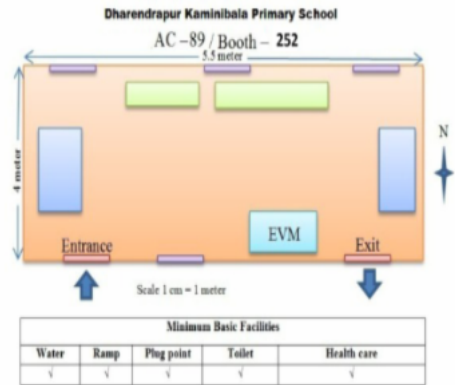 Dharendrapur Kaminibala Primary School
AC -89 / Booth - 252
5.5 meter
4 meter
N
EVM
Entrance
Exit
Scale 1 cm = 1 meter
Minimum Basic Facilities
Water Ramp Plug point Toilet Health care
√ √ √ √ √